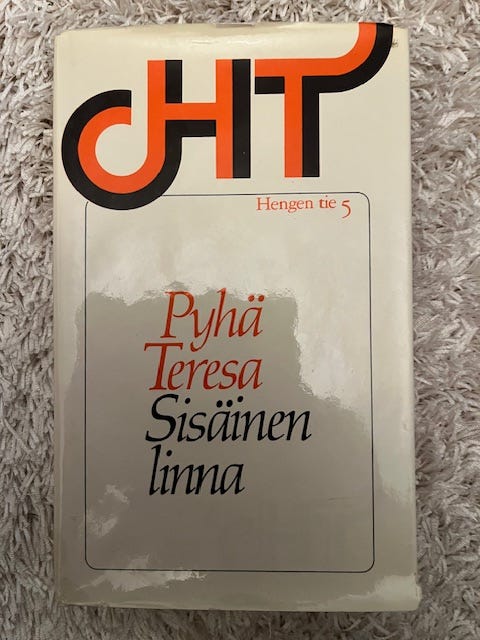 HT
Hengen tie 5
Pyhä
Teresa
Sisäinen
linna